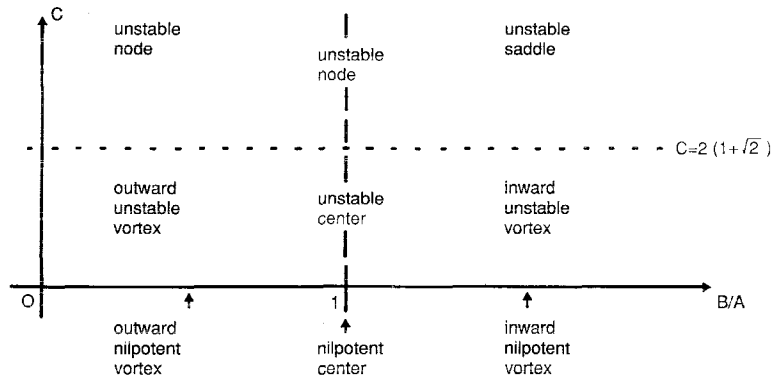 C
unstable
node
unstable
node
unstable
saddle
C=2 (1+√2)
outward
unstable
vortex
unstable
center
inward
unstable
vortex
O
1
B/A
outward
nilpotent
vortex
nilpotent
center
inward
nilpotent
vortex